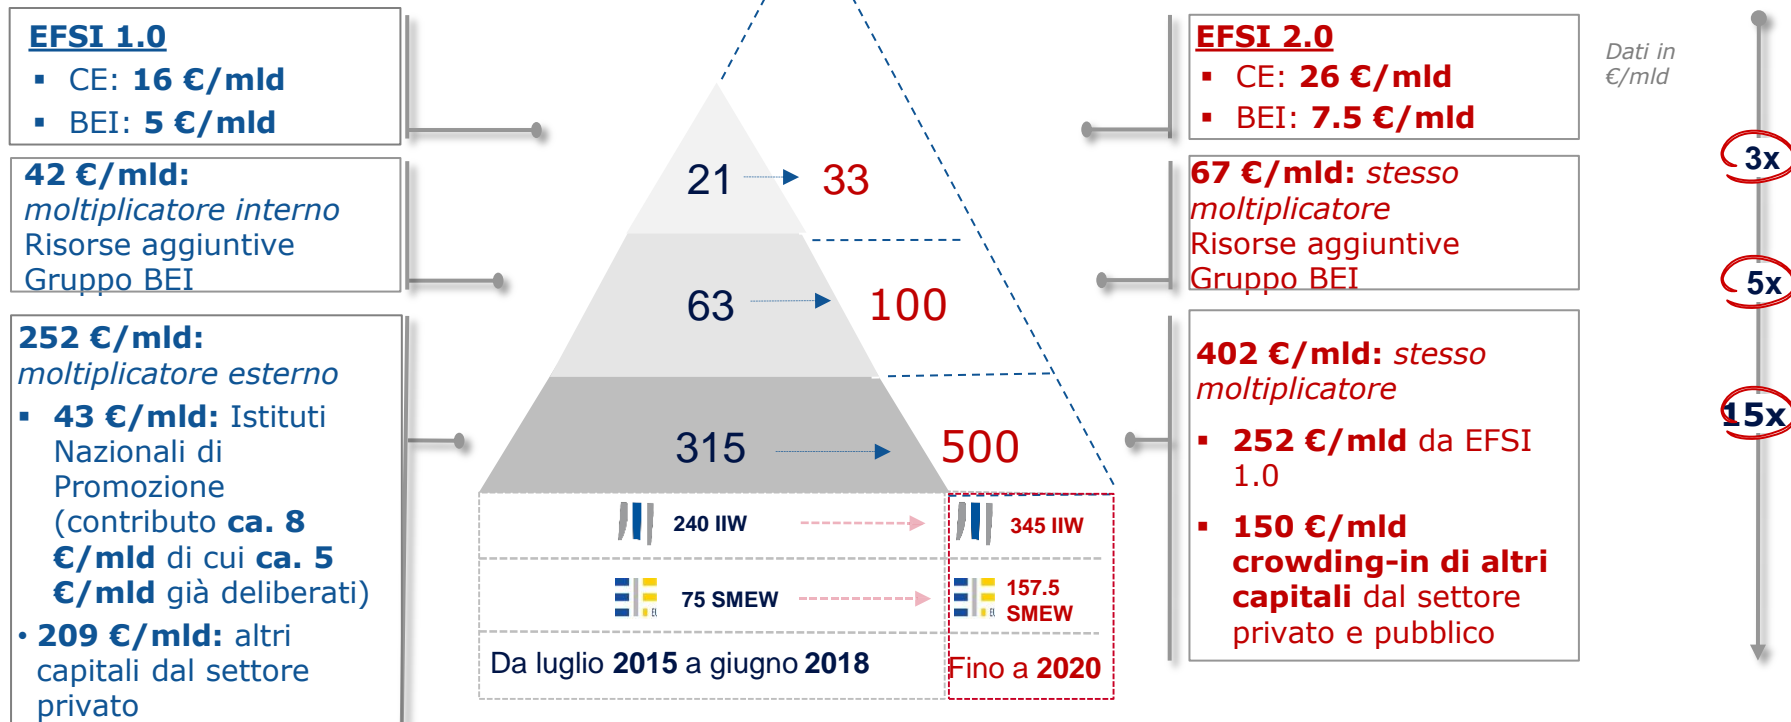 EFSI 1.0
▪ CE: 16 €/mld
▪ BEI: 5 €/mld
42 €/mld:
moltiplicatore interno
Risorse aggiuntive
Gruppo BEI
252 €/mld:
moltiplicatore esterno
▪ 43 €/mld: Istituti
Nazionali di
Promozione
(contributo ca. 8
€/mld di cui ca. 5
€/mld già deliberati)
• 209 €/mld: altri
capitali dal settore
privato
21
33
63
100
315
500
240 IIW
345 IIW
75 SMEW
157.5
SMEW
Da luglio 2015 a giugno 2018
Fino a 2020
EFSI 2.0
▪ CE: 26 €/mld
▪ BEI: 7.5 €/mld
67 €/mld: stesso
moltiplicatore
Risorse aggiuntive
Gruppo BEI
402 €/mld: stesso
moltiplicatore
▪ 252 €/mld da EFSI
1.0
▪ 150 €/mld
crowding-in di altri
capitali dal settore
privato e pubblico
Dati in
€/mld
3x
5x
15x